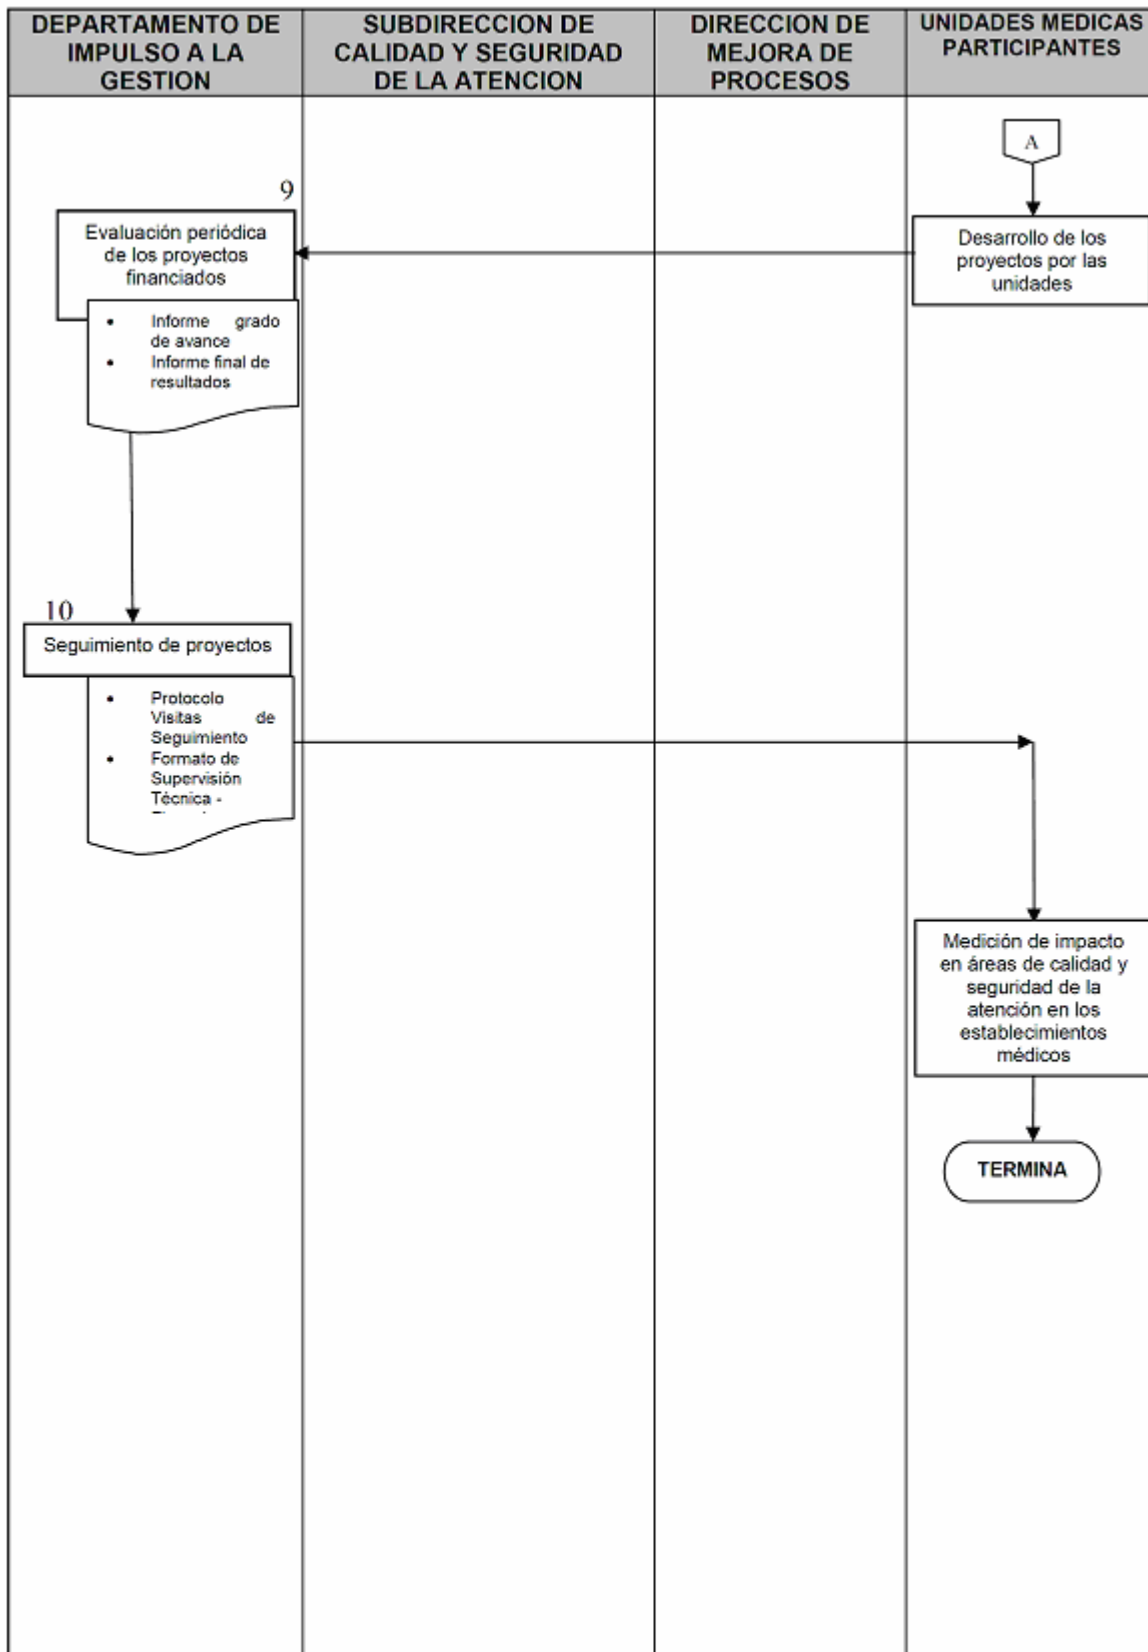 DEPARTAMENTO DE
IMPULSO A LA
GESTION
SUBDIRECCION DE
CALIDAD Y SEGURIDAD
DE LA ATENCION
DIRECCION DE
MEJORA DE
PROCESOS
UNIDADES MEDICAS
PARTICIPANTES
A
Desarrollo de los
proyectos por las
unidades
9
Evaluación periódica
de los proyectos
financiados
• Informe grado
de avance
• Informe final de
resultados
10
Seguimiento de proyectos
• Protocolo
Visitas de
Seguimiento
• Formato de
Supervisión
Técnica -
Medición de impacto
en áreas de calidad y
seguridad de la
atención en los
establecimientos
médicos
TERMINA